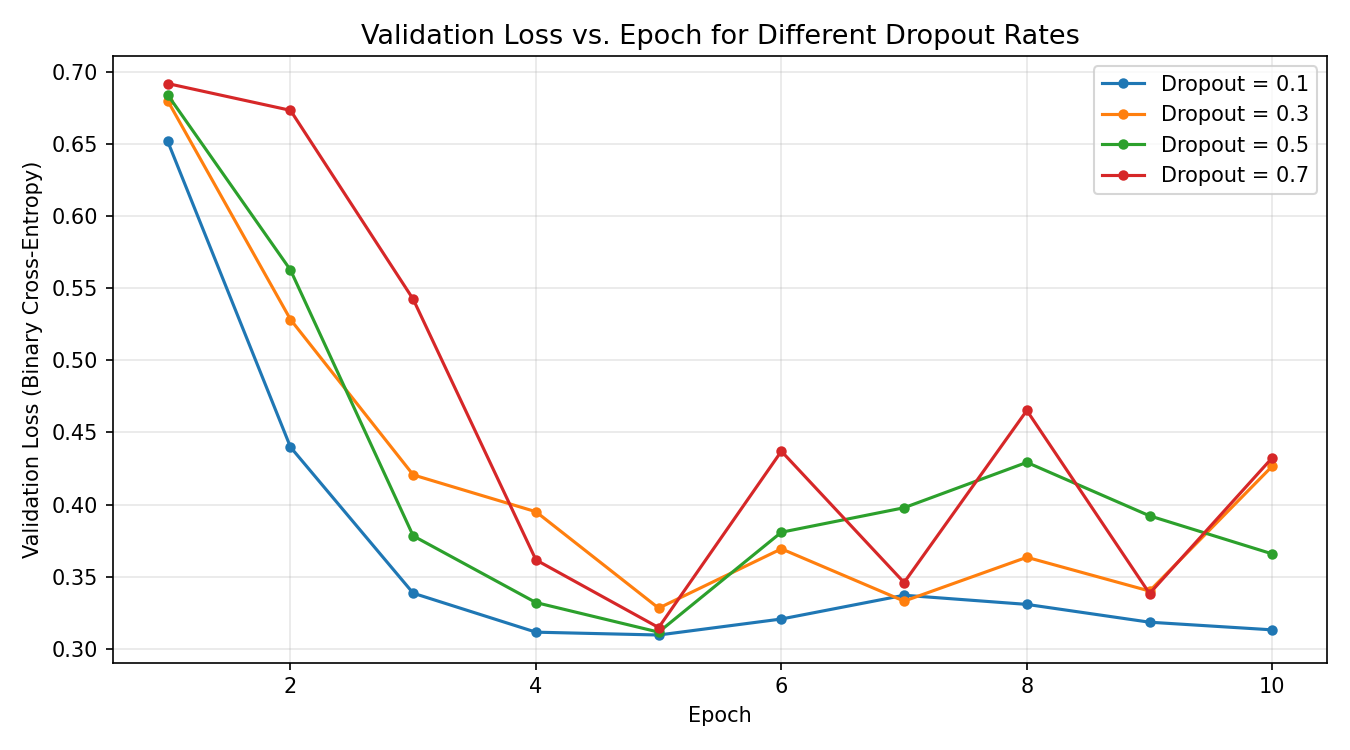 Validation Loss vs. Epoch for Different Dropout Rates
Validation Loss (Binary Cross-Entropy)
0.70
0.65
0.60
0.55
0.50
0.45
0.40
0.35
0.30
Dropout = 0.1
Dropout = 0.3
Dropout = 0.5
Dropout = 0.7
2
4
6
8
10
Epoch